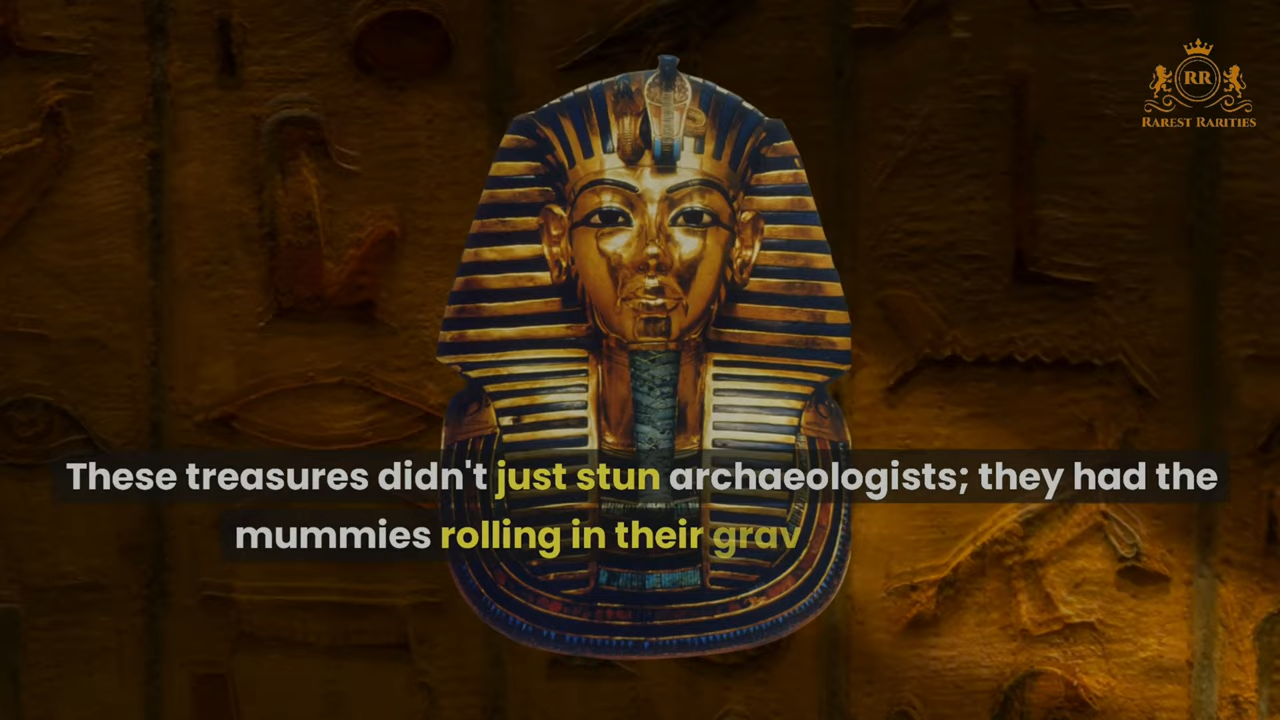 RR
RAREST RARITIES
These treasures didn't just stun archaeologists; they had the
mummies rolling in their grav